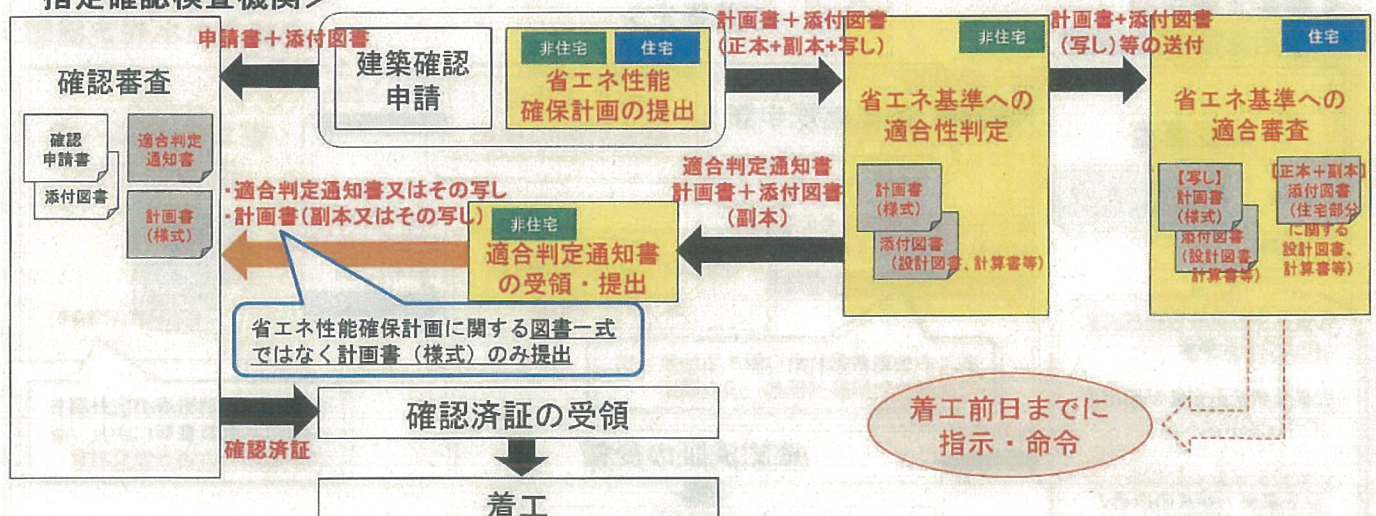 指定確認検査機関＞
確認審査
確認
申請書
添付図書
適合判定
通知書
計画書
（様式）
申請書＋添付図書
建築確認
申請
非住宅
住宅
省エネ性能
確保計画の提出
計画書＋添付図書
（正本+副本+写し）
非住宅
省エネ基準への
適合性判定
計画書
（様式）
添付図書
（設計図書、計算書等）
計画書+添付図書
（写し）等の送付
住宅
省エネ基準への
適合審査
【写し】
計画書
（様式）
添付図書
（設計図書、
計算書等）
【正本＋副本】
添付図書
（住宅部分
に関する
設計図書、
計算書等）
適合判定通知書
計画書＋添付図書
（副本）
・適合判定通知書又はその写し
・計画書（副本又はその写し）
非住宅
適合判定通知書
の受領・提出
省エネ性能確保計画に関する図書一式
ではなく計画書（様式）のみ提出
確認済証
確認済証の受領
着工
着工前日までに
指示・命令